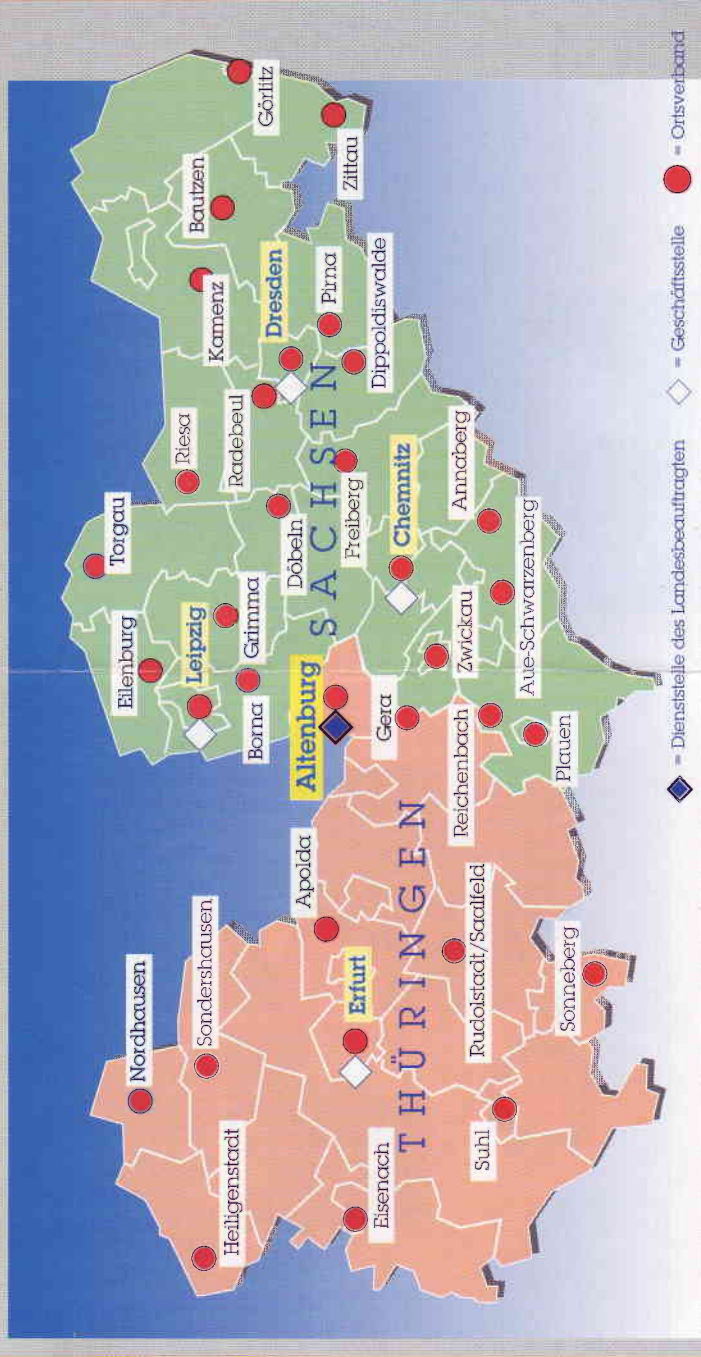 Nordhausen
Heiligenstadt
Sondershausen
Eisenach
Erfurt
Apolda
THÜRINGEN
Rudolstadt/Saalfeld
Suhl
Sonneberg
Altenburg
Gera
Torgau
Eilenburg
Leipzig
Grimma
Borna
Riesa
Döbeln
Radebeul
Kamenz
Bautzen
Görlitz
Dresden
SACHSEN
Freiberg
Pirna
Zittau
Dippoldiswalde
Chemnitz
Zwickau
Annaberg
Reichenbach
Aue-Schwarzenberg
Plauen
= Dienststelle des Landesbeauftragten
= Geschäftsstelle
= Ortsverband